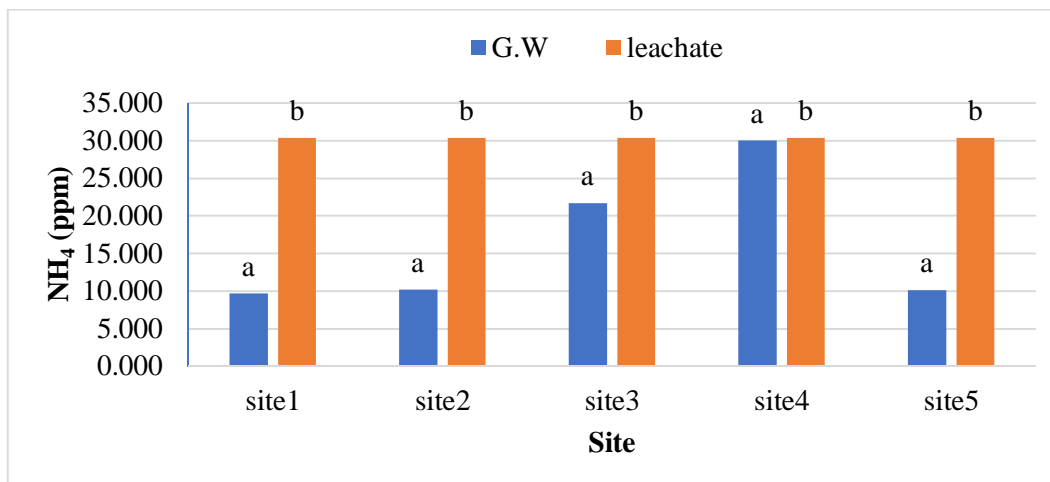 G.W leachate
35.000
30.000
25.000
20.000
15.000
10.000
5.000
0.000
NH₄ (ppm)
a b a b a b a b a b
site1 site2 site3 site4 site5
Site